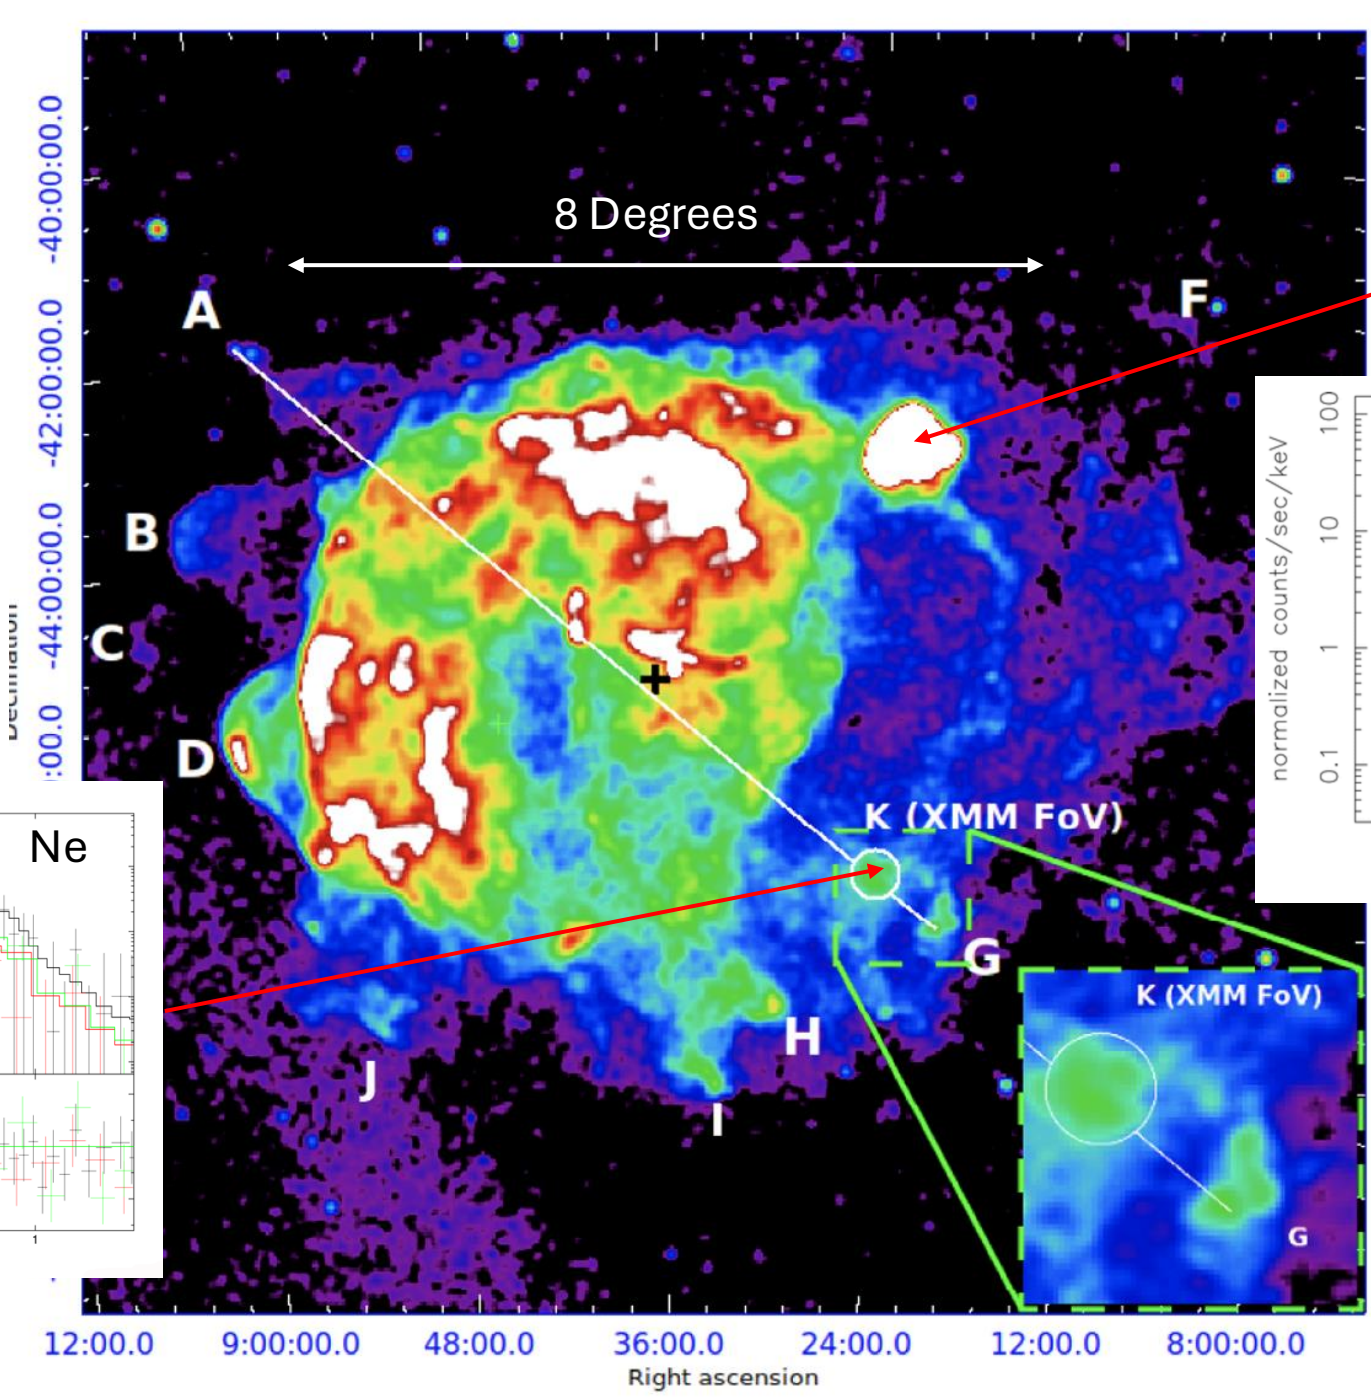 8 Degrees
A
B
C
D
F
K (XMM FoV)
G
H
I
J
K (XMM FoV)
G
Ne
1
-40:00:00.0
-42:00:00.0
-44:00:00.0
:00.0
normalized counts/sec/keV
100
10
1
0.1
12:00.0 9:00:00.0 48:00.0 36:00.0 24:00.0 12:00.0 8:00:00.0
Right ascension